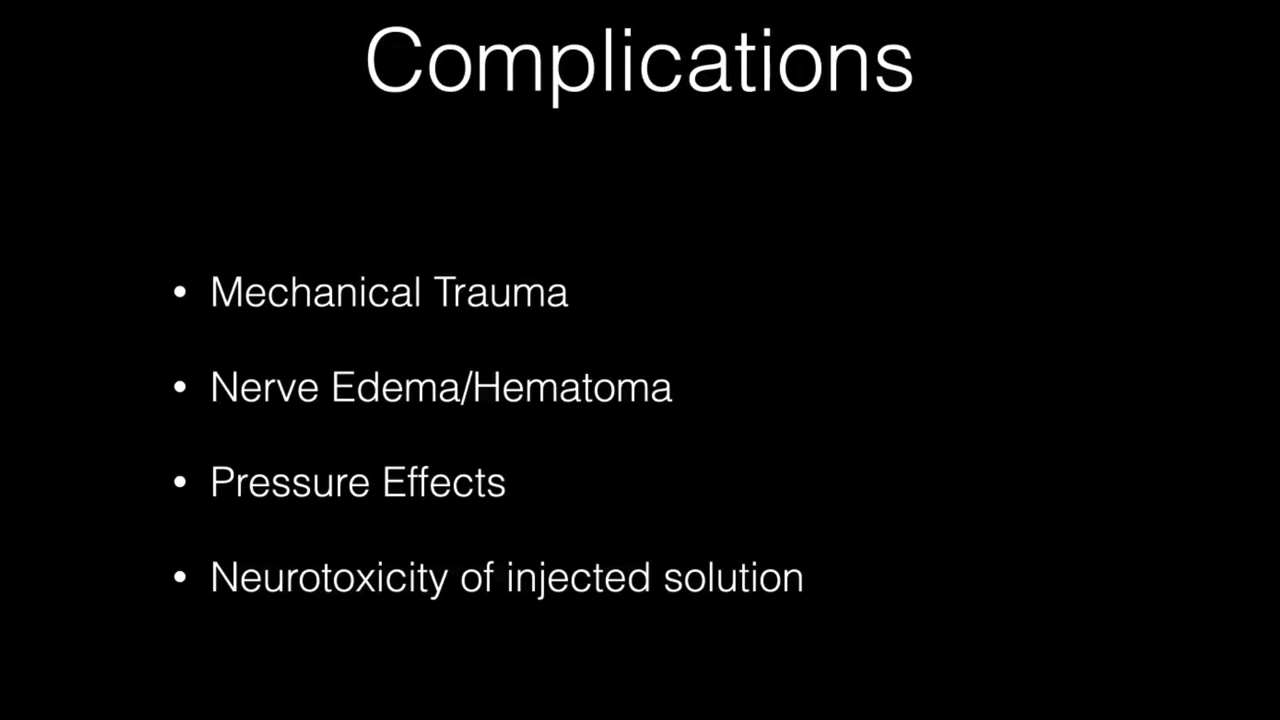 Complications
• Mechanical Trauma
• Nerve Edema/Hematoma
• Pressure Effects
• Neurotoxicity of injected solution